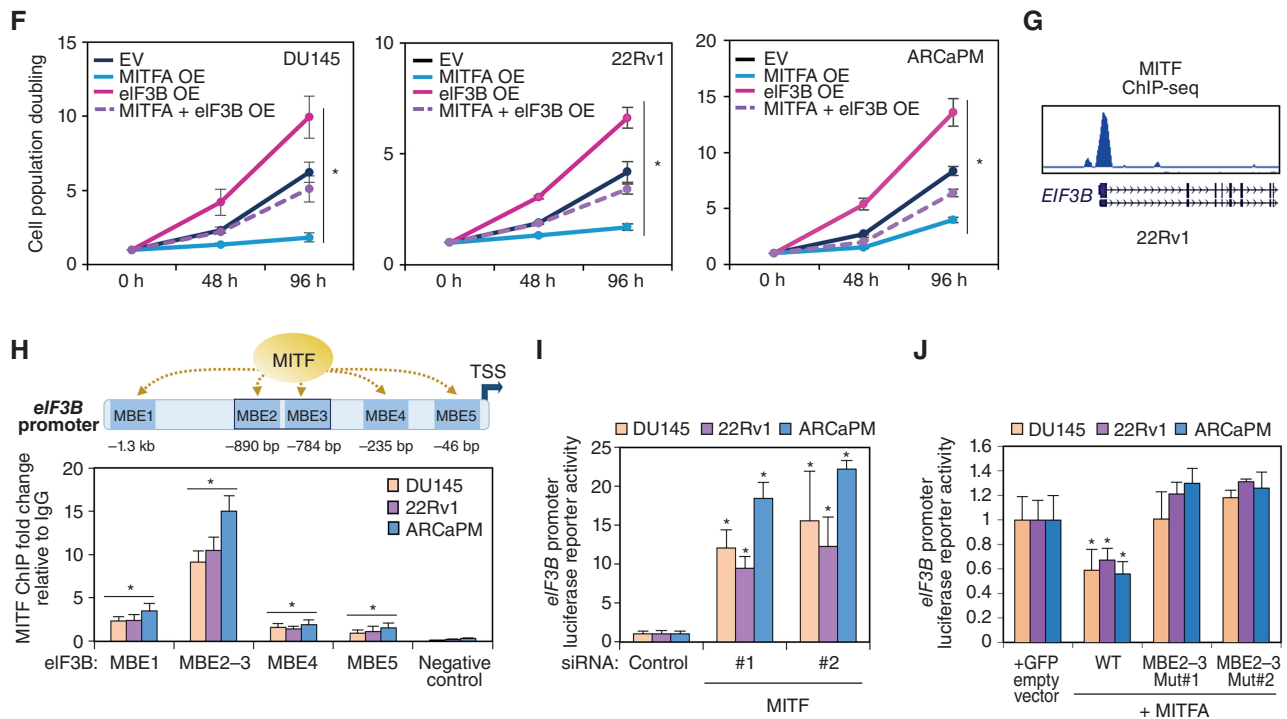 F
15
10
5
0
Cell population doubling
EV
MITFA OE
eIF3B OE
MITFA + eIF3B OE
DU145
*
0 h 48 h 96 h
10
5
0
EV
MITFA OE
eIF3B OE
MITFA + eIF3B OE
22Rv1
*
0 h 48 h 96 h
20
15
10
5
0
EV
MITFA OE
eIF3B OE
MITFA + eIF3B OE
ARCaPM
*
0 h 48 h 96 h
G
MITF
ChIP-seq
EIF3B
22Rv1
H
MITF
TSS
eIF3B
promoter
MBE1 MBE2 MBE3 MBE4 MBE5
–1.3 kb –890 bp –784 bp –235 bp –46 bp
MITF ChIP fold change
relative to IgG
20
15
10
5
0
DU145
22Rv1
ARCaPM
* * * *
eIF3B: MBE1 MBE2–3 MBE4 MBE5 Negative
control
I
DU145 22Rv1 ARCaPM
eIF3B promoter
luciferase reporter activity
25
20
15
10
5
0
* * * * * *
siRNA: Control #1 #2
MITF
J
DU145 22Rv1 ARCaPM
eIF3B promoter
luciferase reporter activity
1.6
1.4
1.2
1
0.8
0.6
0.4
0.2
0
* * *
+GFP
empty
vector
WT
MBE2–3
Mut#1
MBE2–3
Mut#2
+ MITFA